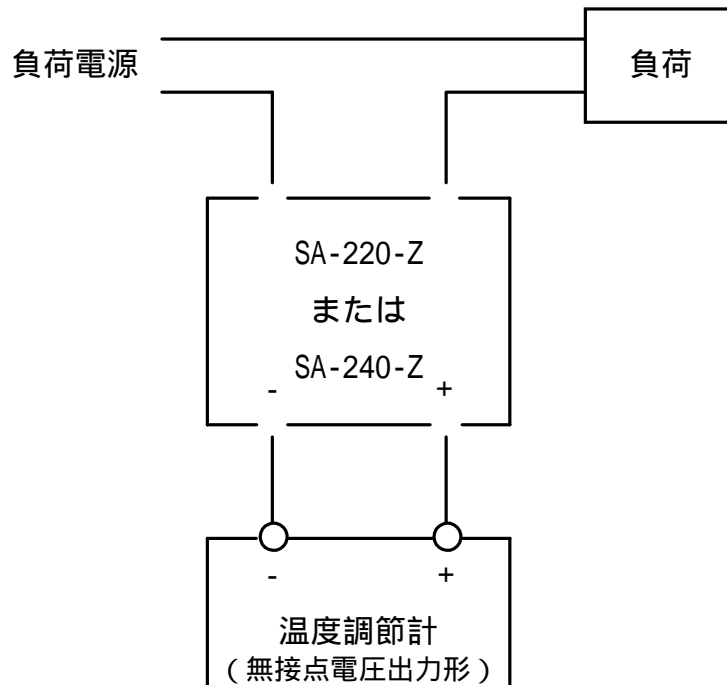 負荷電源
負荷
SA-220-Z
または
SA-240-Z
- +
- +
温度調節計
(無接点電圧出力形)